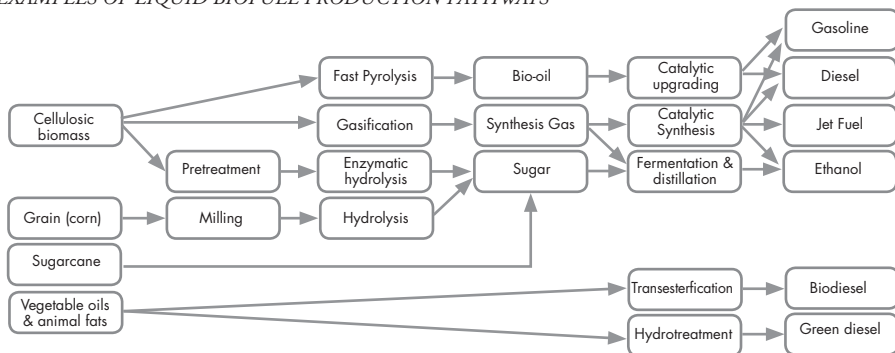 EXAMPLES OF LIQUID BIOFUEL PRODUCTION PATHWAYS
Gasoline
Fast Pyrolysis
Bio-oil
Catalytic
upgrading
Diesel
Cellulosic
biomass
Gasification
Synthesis Gas
Catalytic
Synthesis
Jet Fuel
Pretreatment
Enzymatic
hydrolysis
Sugar
Fermentation &
distillation
Ethanol
Grain (corn)
Milling
Hydrolysis
Sugarcane
Vegetable oils
& animal fats
Transesterfication
Biodiesel
Hydrotreatment
Green diesel